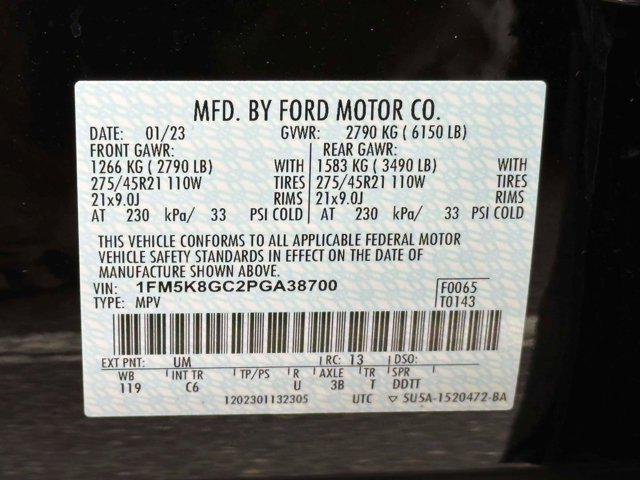 MFD. BY FORD MOTOR CO.
DATE: 01/23 GVWR: 2790 KG ( 6150 LB)
FRONT GAWR: REAR GAWR:
1266 KG ( 2790 LB) WITH 1583 KG ( 3490 LB) WITH
275/45R21 110W TIRES 275/45R21 110W TIRES
21x9.0J RIMS 21x9.0J RIMS
AT 230 kPa/ 33 PSI COLD AT 230 kPa/ 33 PSI COLD
THIS VEHICLE CONFORMS TO ALL APPLICABLE FEDERAL MOTOR
VEHICLE SAFETY STANDARDS IN EFFECT ON THE DATE OF
MANUFACTURE SHOWN ABOVE.
VIN: 1FM5K8GC2PGA38700 F0065
TYPE: MPV T0143
EXT PNT: UM RC: 13 DSO:
WB INT TR TP/PS R AXLE TR SPR
119 C6 U 3B T DDTT
1202301132305 UTC ▽ SU5A-1520472-BA